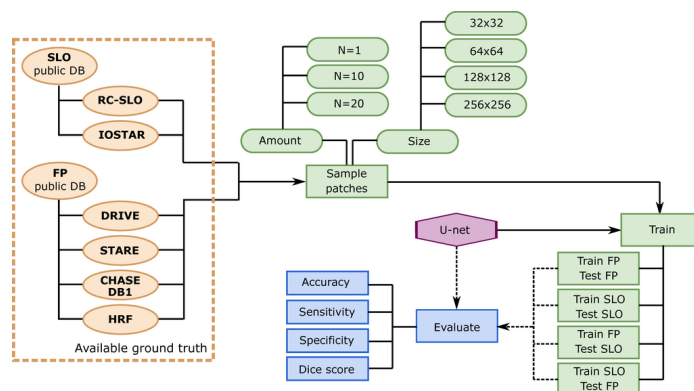 SLO
public DB
RC-SLO
IOSTAR
FP
public DB
DRIVE
STARE
CHASE
DB1
HRF
Available ground truth
N=1
N=10
N=20
Amount
32x32
64x64
128x128
256x256
Size
Sample
patches
U-net
Train
Train FP
Test FP
Train SLO
Test SLO
Train FP
Test SLO
Train SLO
Test FP
Evaluate
Accuracy
Sensitivity
Specificity
Dice score